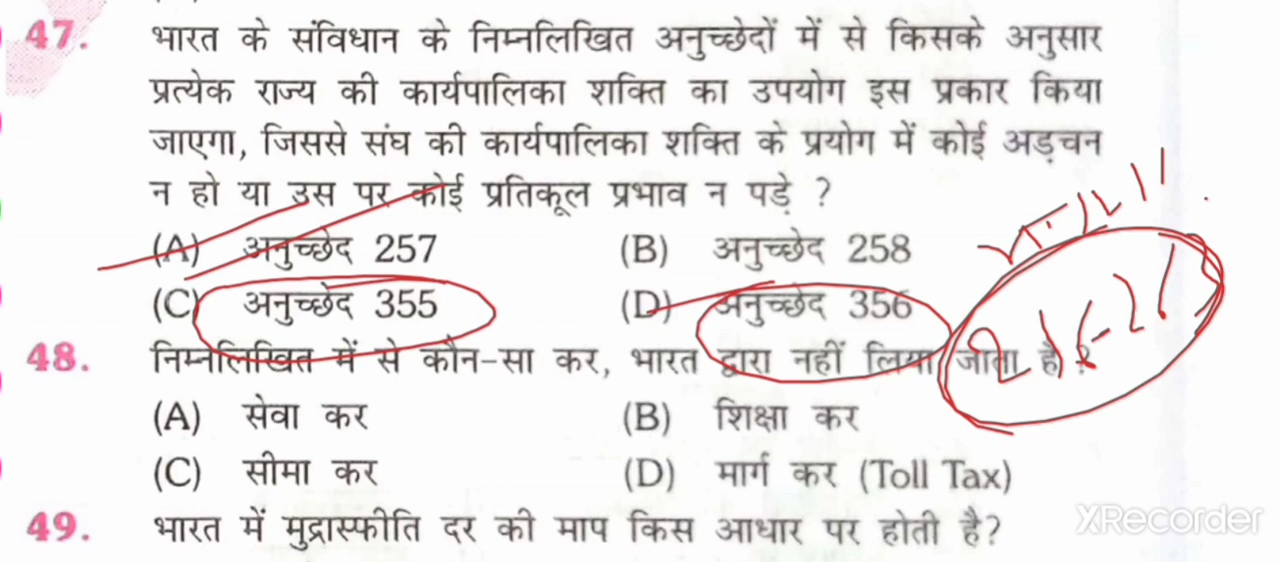 47. भारत के संविधान के निम्नलिखित अनुच्छेदों में से किसके अनुसार
प्रत्येक राज्य की कार्यपालिका शक्ति का उपयोग इस प्रकार किया
जाएगा, जिससे संघ की कार्यपालिका शक्ति के प्रयोग में कोई अड़चन
न हो या उस पर कोई प्रतिकूल प्रभाव न पड़े ?
(A) अनुच्छेद 257 (B) अनुच्छेद 258
(C) अनुच्छेद 355 (D) अनुच्छेद 356
48. निम्नलिखित में से कौन-सा कर, भारत द्वारा नहीं लिया जाता है ?
(A) सेवा कर (B) शिक्षा कर
(C) सीमा कर (D) मार्ग कर (Toll Tax)
49. भारत में मुद्रास्फीति दर की माप किस आधार पर होती है?
XRecorder